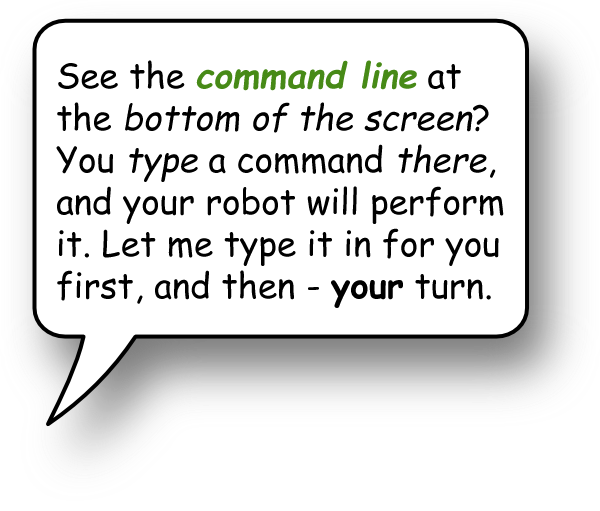 See the command line at
the bottom of the screen?
You type a command there,
and your robot will perform
it. Let me type it in for you
first, and then - your turn.